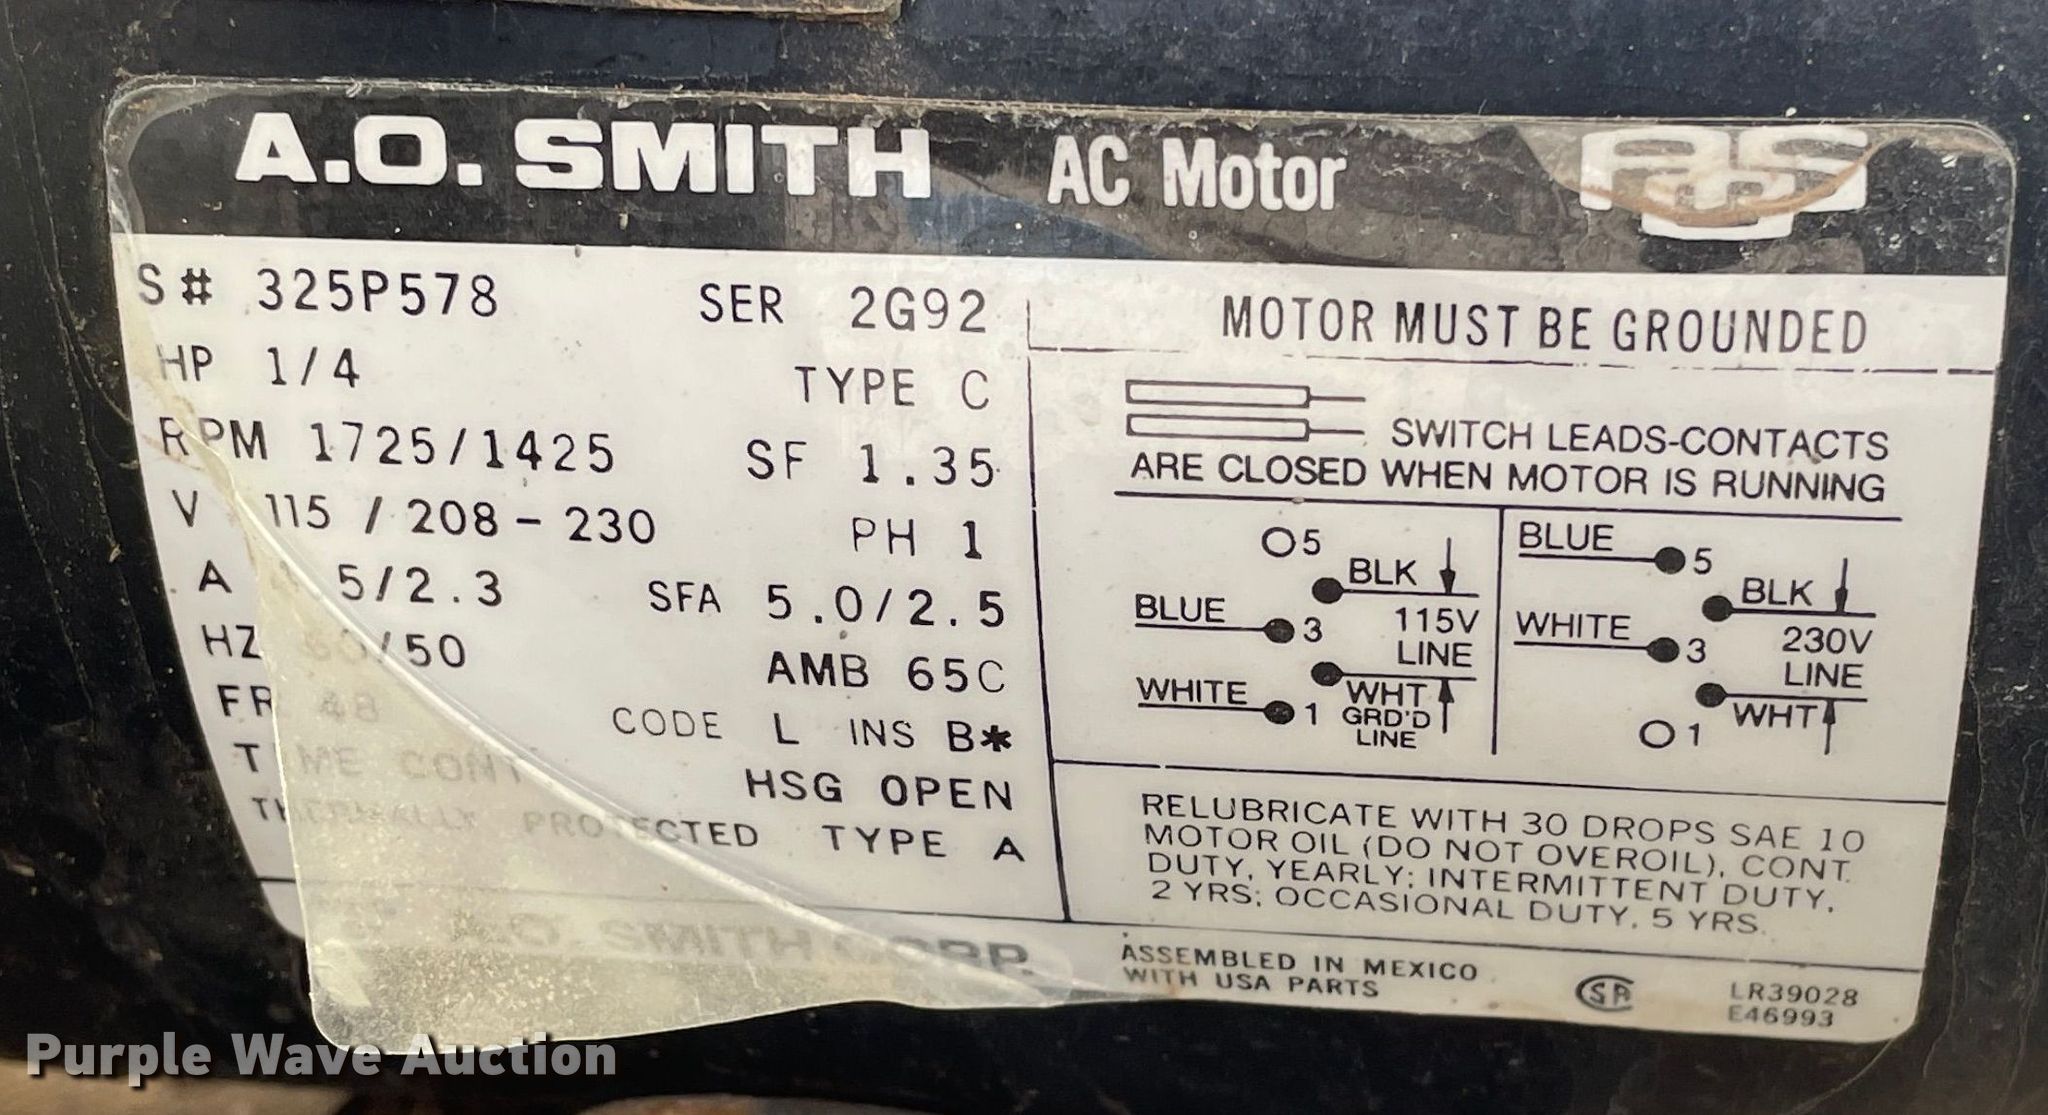 A.O. SMITH AC Motor
S# 325P578 SER 2G92
HP 1/4 TYPE C
RPM 1725/1425 SF 1.35
V 115 / 208-230 PH 1
A 5/2.3 SFA 5.0/2.5
HZ 60/50 AMB 65C
FR 48 CODE L INS B*
TIME CONT HSG OPEN
THERMALLY PROTECTED TYPE A
A.O. SMITH CORP.
MOTOR MUST BE GROUNDED
SWITCH LEADS-CONTACTS
ARE CLOSED WHEN MOTOR IS RUNNING
5
BLK
BLUE 3 115V
LINE
WHITE 1 WHT
GRD'D
LINE
BLUE 5
BLK
WHITE 3 230V
LINE
1 WHT
RELUBRICATE WITH 30 DROPS SAE 10
MOTOR OIL (DO NOT OVEROIL), CONT.
DUTY, YEARLY; INTERMITTENT DUTY,
2 YRS; OCCASIONAL DUTY, 5 YRS.
ASSEMBLED IN MEXICO
WITH USA PARTS
LR39028
E46993
Purple Wave Auction